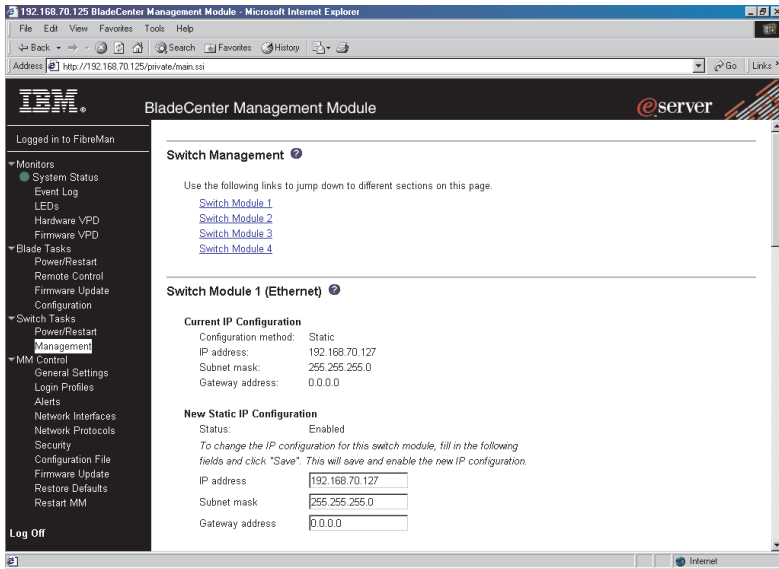 192.168.70.125 BladeCenter Management Module - Microsoft Internet Explorer
File Edit View Favorites Tools Help
Back Search Favorites History
Address http://192.168.70.125/private/main.ssi Go Links
IBM. BladeCenter Management Module eserver
Logged in to FibreMan
Monitors
System Status
Event Log
LEDs
Hardware VPD
Firmware VPD
Blade Tasks
Power/Restart
Remote Control
Firmware Update
Configuration
Switch Tasks
Power/Restart
Management
MM Control
General Settings
Login Profiles
Alerts
Network Interfaces
Network Protocols
Security
Configuration File
Firmware Update
Restore Defaults
Restart MM
Log Off
Switch Management ?
Use the following links to jump down to different sections on this page.
Switch Module 1
Switch Module 2
Switch Module 3
Switch Module 4
Switch Module 1 (Ethernet) ?
Current IP Configuration
Configuration method: Static
IP address: 192.168.70.127
Subnet mask: 255.255.255.0
Gateway address: 0.0.0.0
New Static IP Configuration
Status: Enabled
To change the IP configuration for this switch module, fill in the following
fields and click "Save". This will save and enable the new IP configuration.
IP address 192.168.70.127
Subnet mask 255.255.255.0
Gateway address 0.0.0.0
Internet